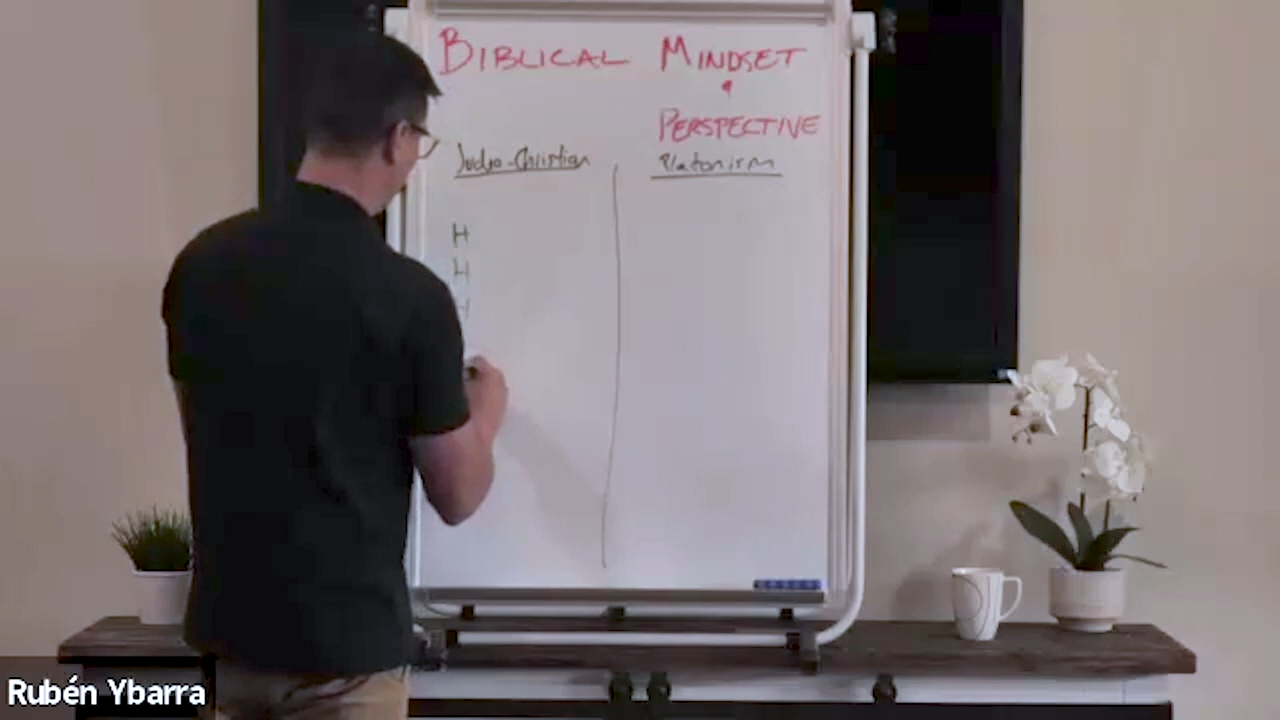 BIBLICAL MINDSET
&
PERSPECTIVE
Judeo-Christian Platonism
H
H
H
Rubén Ybarra